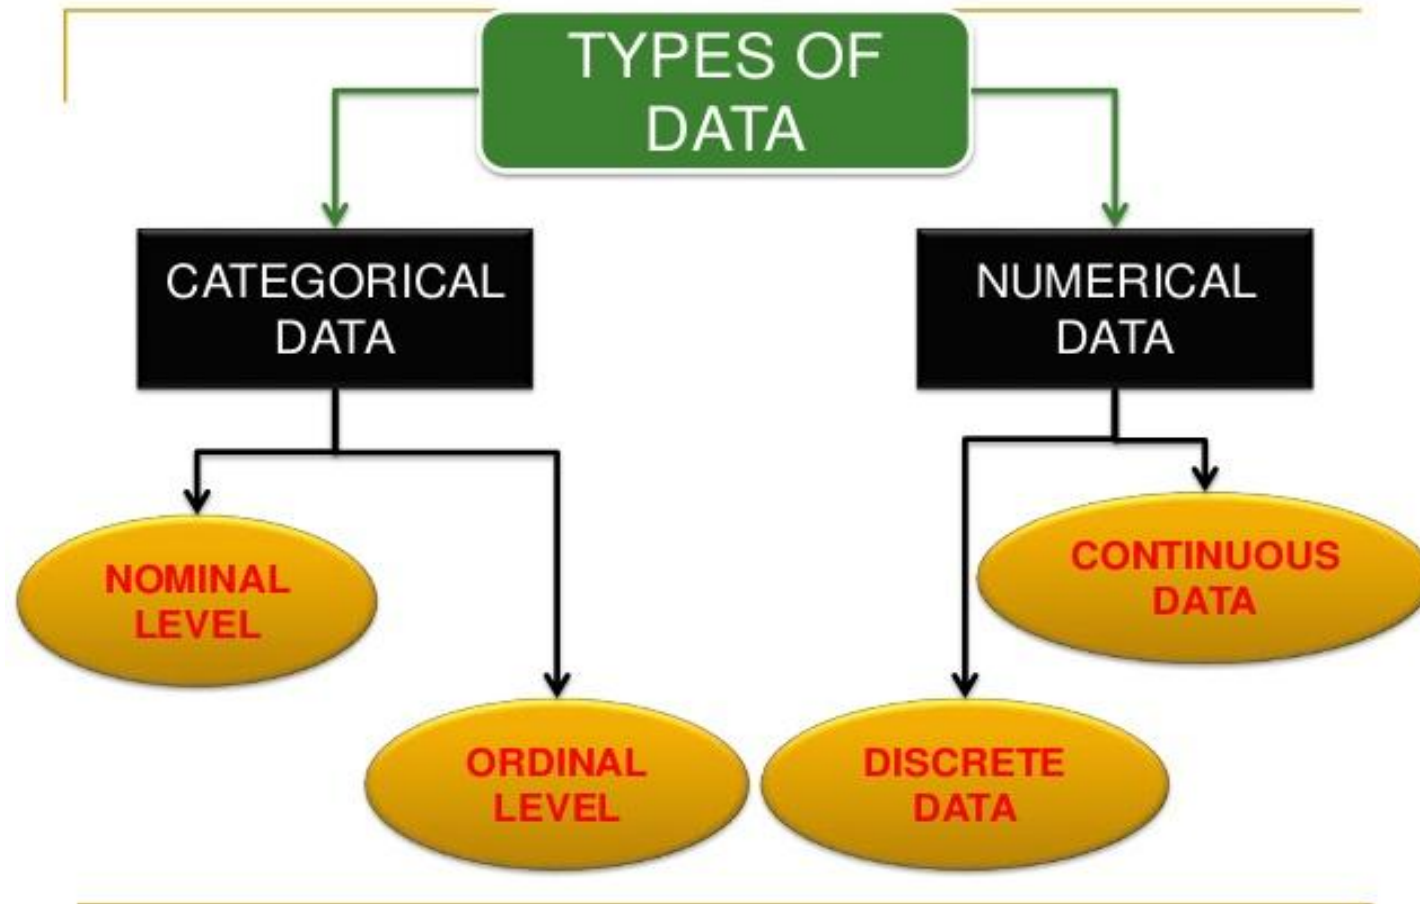 TYPES OF
DATA
CATEGORICAL
DATA
NUMERICAL
DATA
NOMINAL
LEVEL
CONTINUOUS
DATA
ORDINAL
LEVEL
DISCRETE
DATA